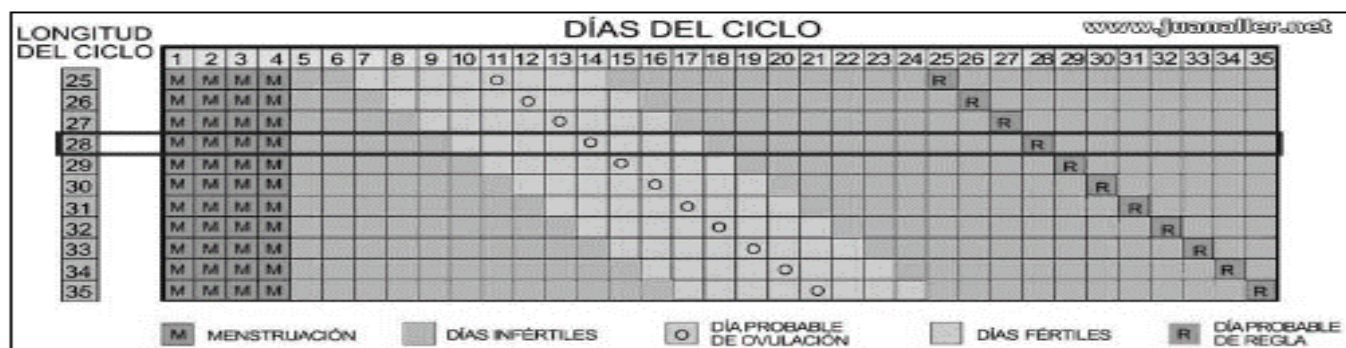 LONGITUD DEL CICLO
DÍAS DEL CICLO
www.juanaller.net
1 2 3 4 5 6 7 8 9 10 11 12 13 14 15 16 17 18 19 20 21 22 23 24 25 26 27 28 29 30 31 32 33 34 35
25 M M M M O R
26 M M M M O R
27 M M M M O R
28 M M M M O R
29 M M M M O R
30 M M M M O R
31 M M M M O R
32 M M M M O R
33 M M M M O R
34 M M M M O R
35 M M M M O R
M MENSTRUACIÓN DÍAS INFÉRTILES O DÍA PROBABLE DE OVULACIÓN DÍAS FÉRTILES R DÍA PROBABLE DE REGLA